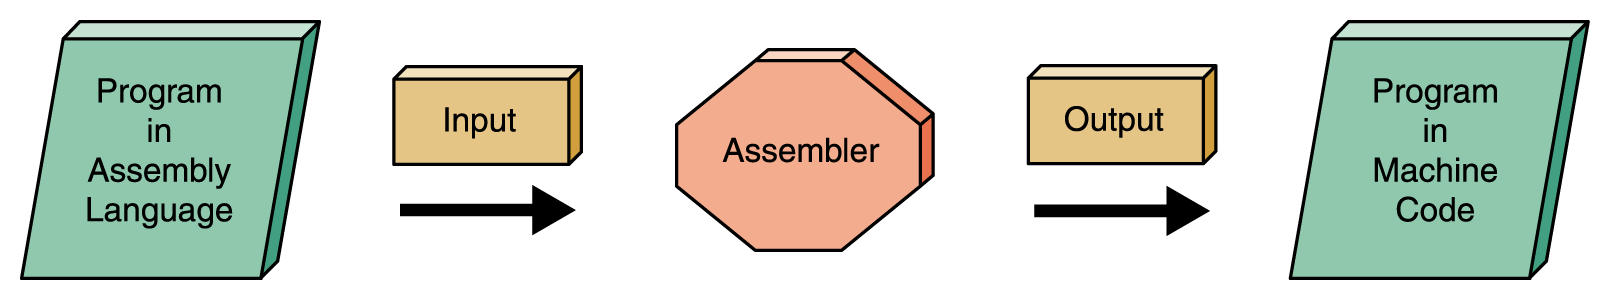 Program
in
Assembly
Language
Input
Assembler
Output
Program
in
Machine
Code